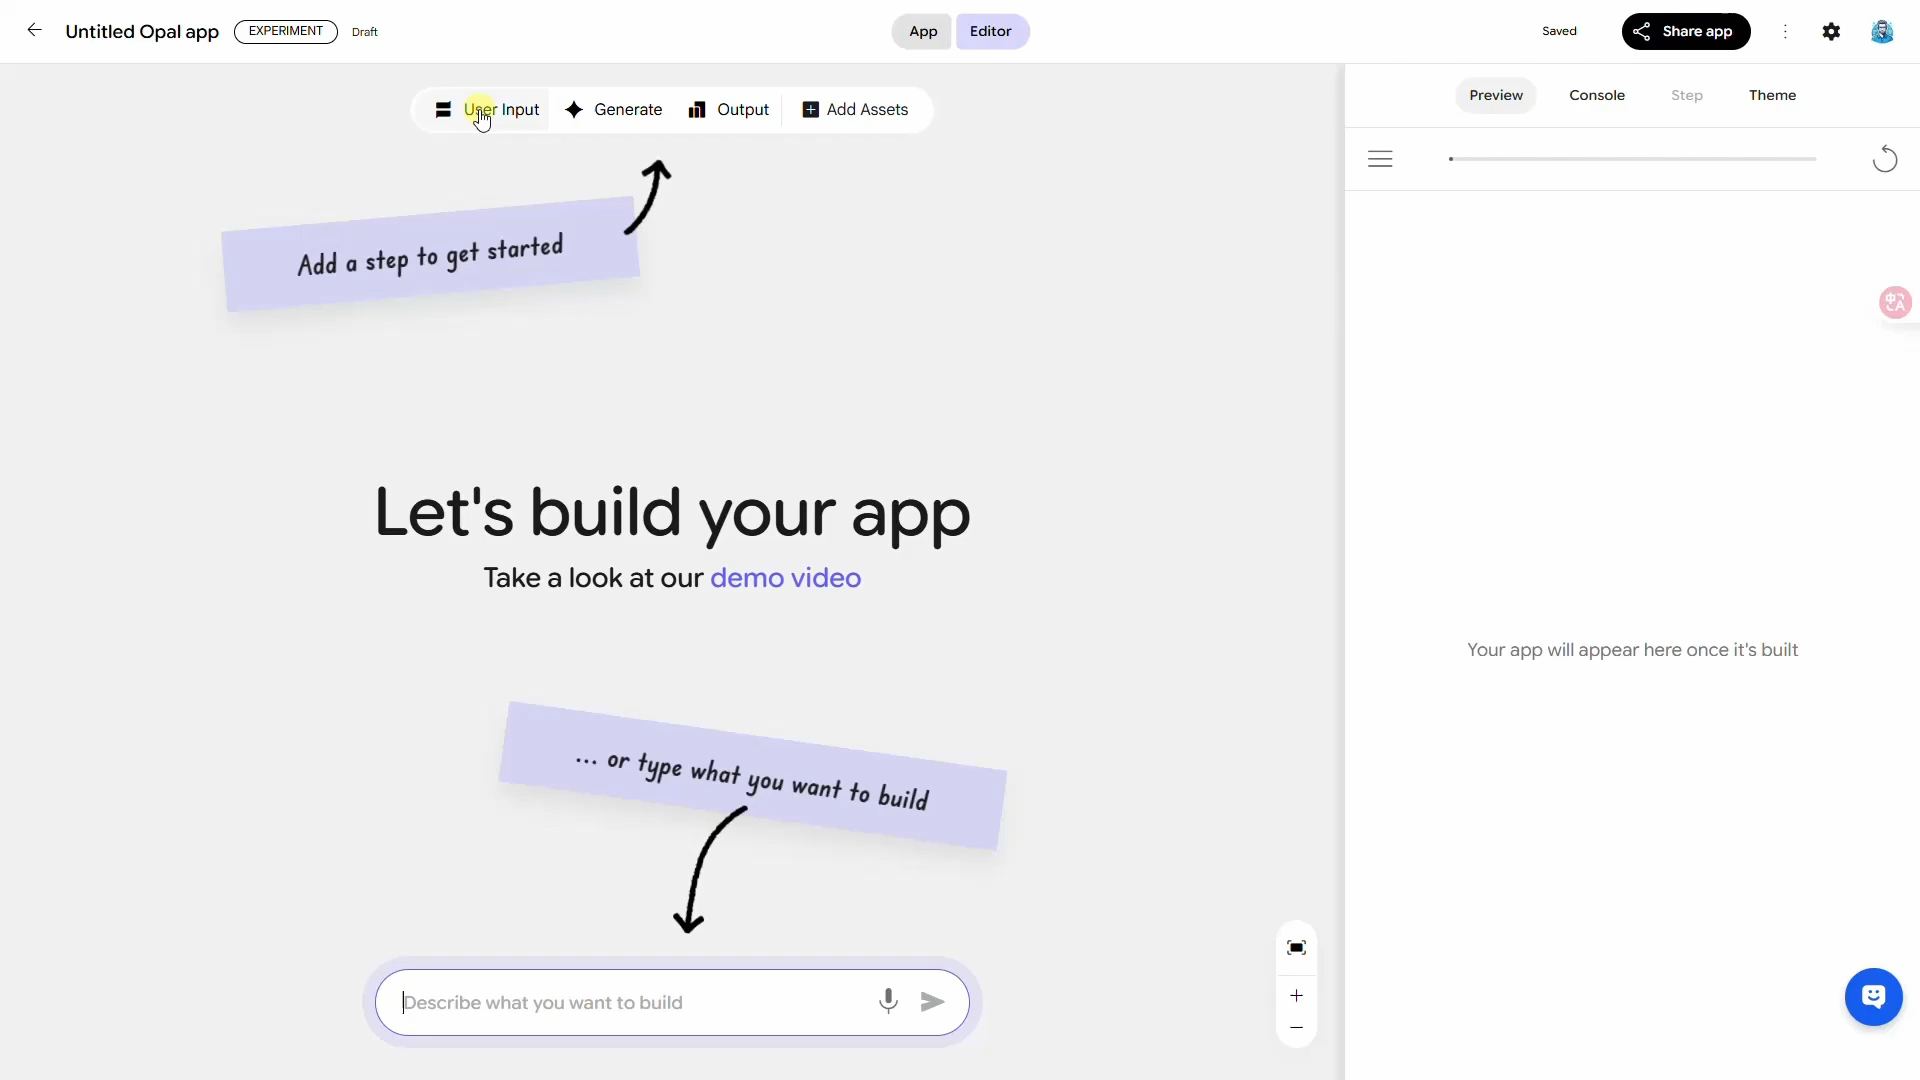 Untitled Opal app
EXPERIMENT
Draft
App
Editor
Saved
Share app
User Input
Generate
Output
Add Assets
Preview
Console
Step
Theme
Add a step to get started
Let's build your app
Take a look at our demo video
Your app will appear here once it's built
... or type what you want to build
Describe what you want to build
中
A